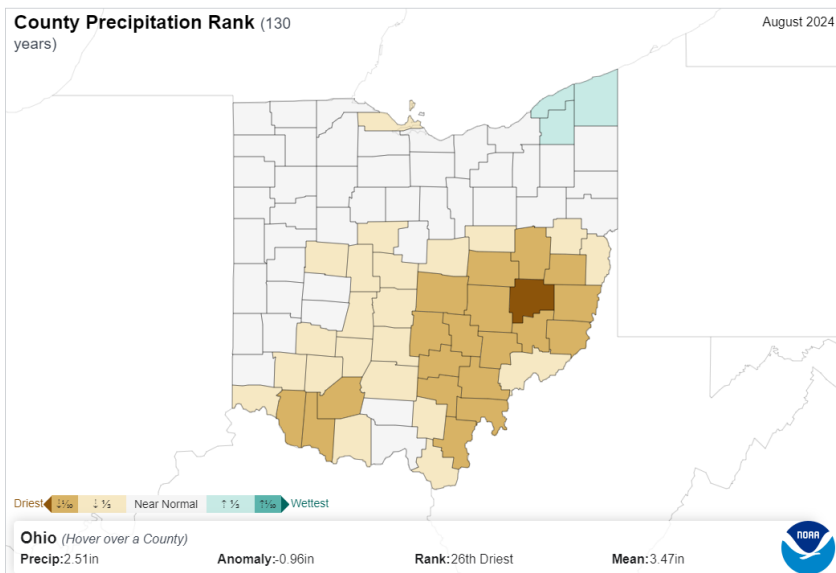 County Precipitation Rank (130
years)
August 2024
Driest ↓⅒ ↓ ⅓ Near Normal ↑ ⅓ ↑⅒ Wettest
Ohio (Hover over a County)
Precip:2.51in Anomaly:-0.96in Rank:26th Driest Mean:3.47in
NOAA